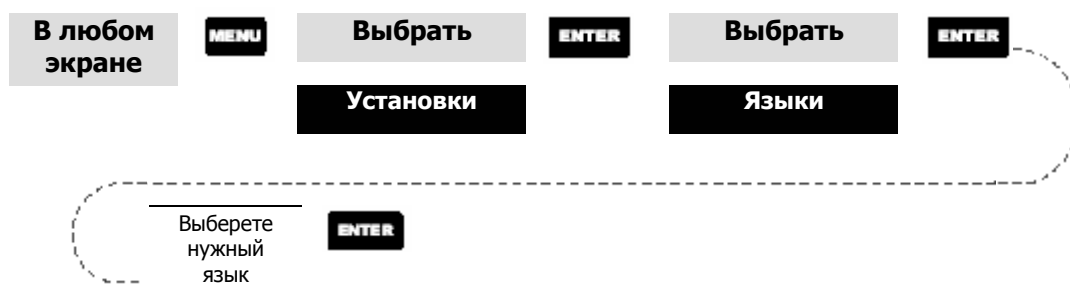 В любом
экране
MENU
Выбрать
Установки
ENTER
Выбрать
Языки
ENTER
Выберете
нужный
язык
ENTER